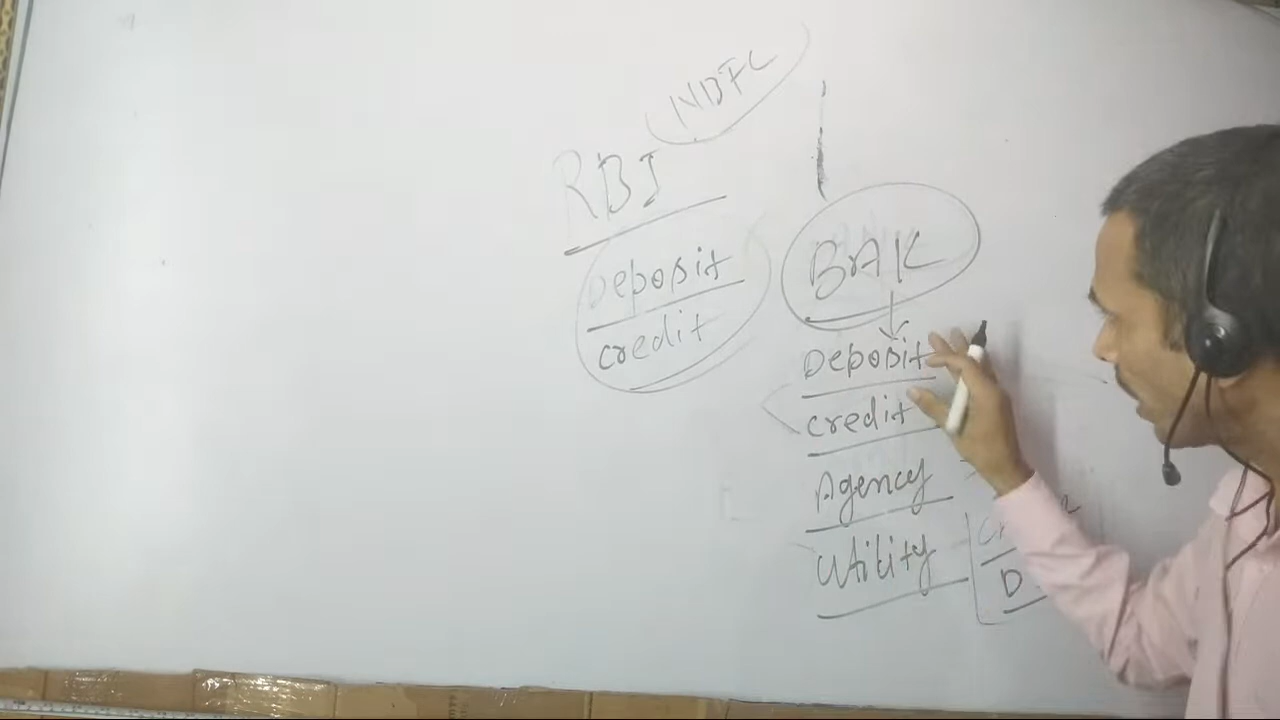 NBFC
RBI
Deposit
credit
BAK
Deposit
credit
Agency
Utility
D